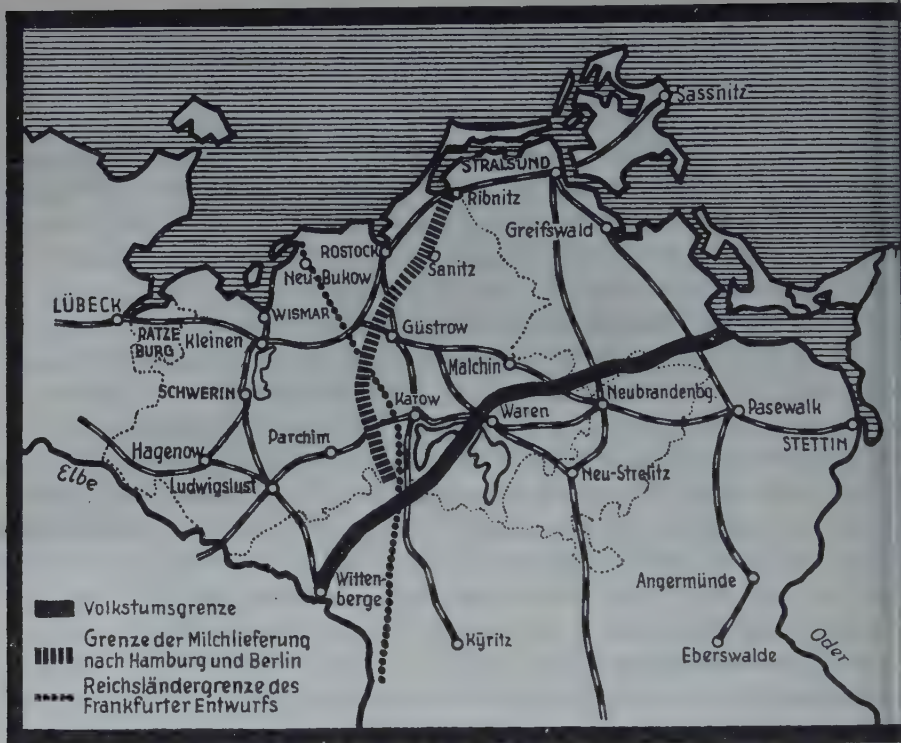 Sassnitz
STRALSUND
Ribnitz
Greifswald
ROSTOCK
Sanitz
Neu-Bukow
LÜBECK
WISMAR
RATZE
BURG
Kleinen
Güstrow
Malchin
SCHWERIN
Karow
Waren
Neubrandenbg.
Pasewalk
STETTIN
Parchim
Hagenow
Elbe
Ludwigslust
Neu-Strelitz
Witten-
berge
Angermünde
Kyritz
Eberswalde
Oder
Volkstumsgrenze
Grenze der Milchlieferung
nach Hamburg und Berlin
Reichsländergrenze des
Frankfurter Entwurfs